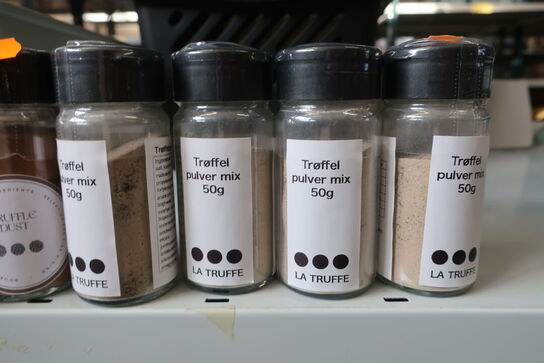 TRUFFLE
DUST
Trøffel
pulver mix
50g
LA TRUFFE
Trøffel
pulver mix
50g
LA TRUFFE
Trøffel
pulver mix
50g
LA TRUFFE
Trøffel
pulver mix
50g
LA TRUFFE